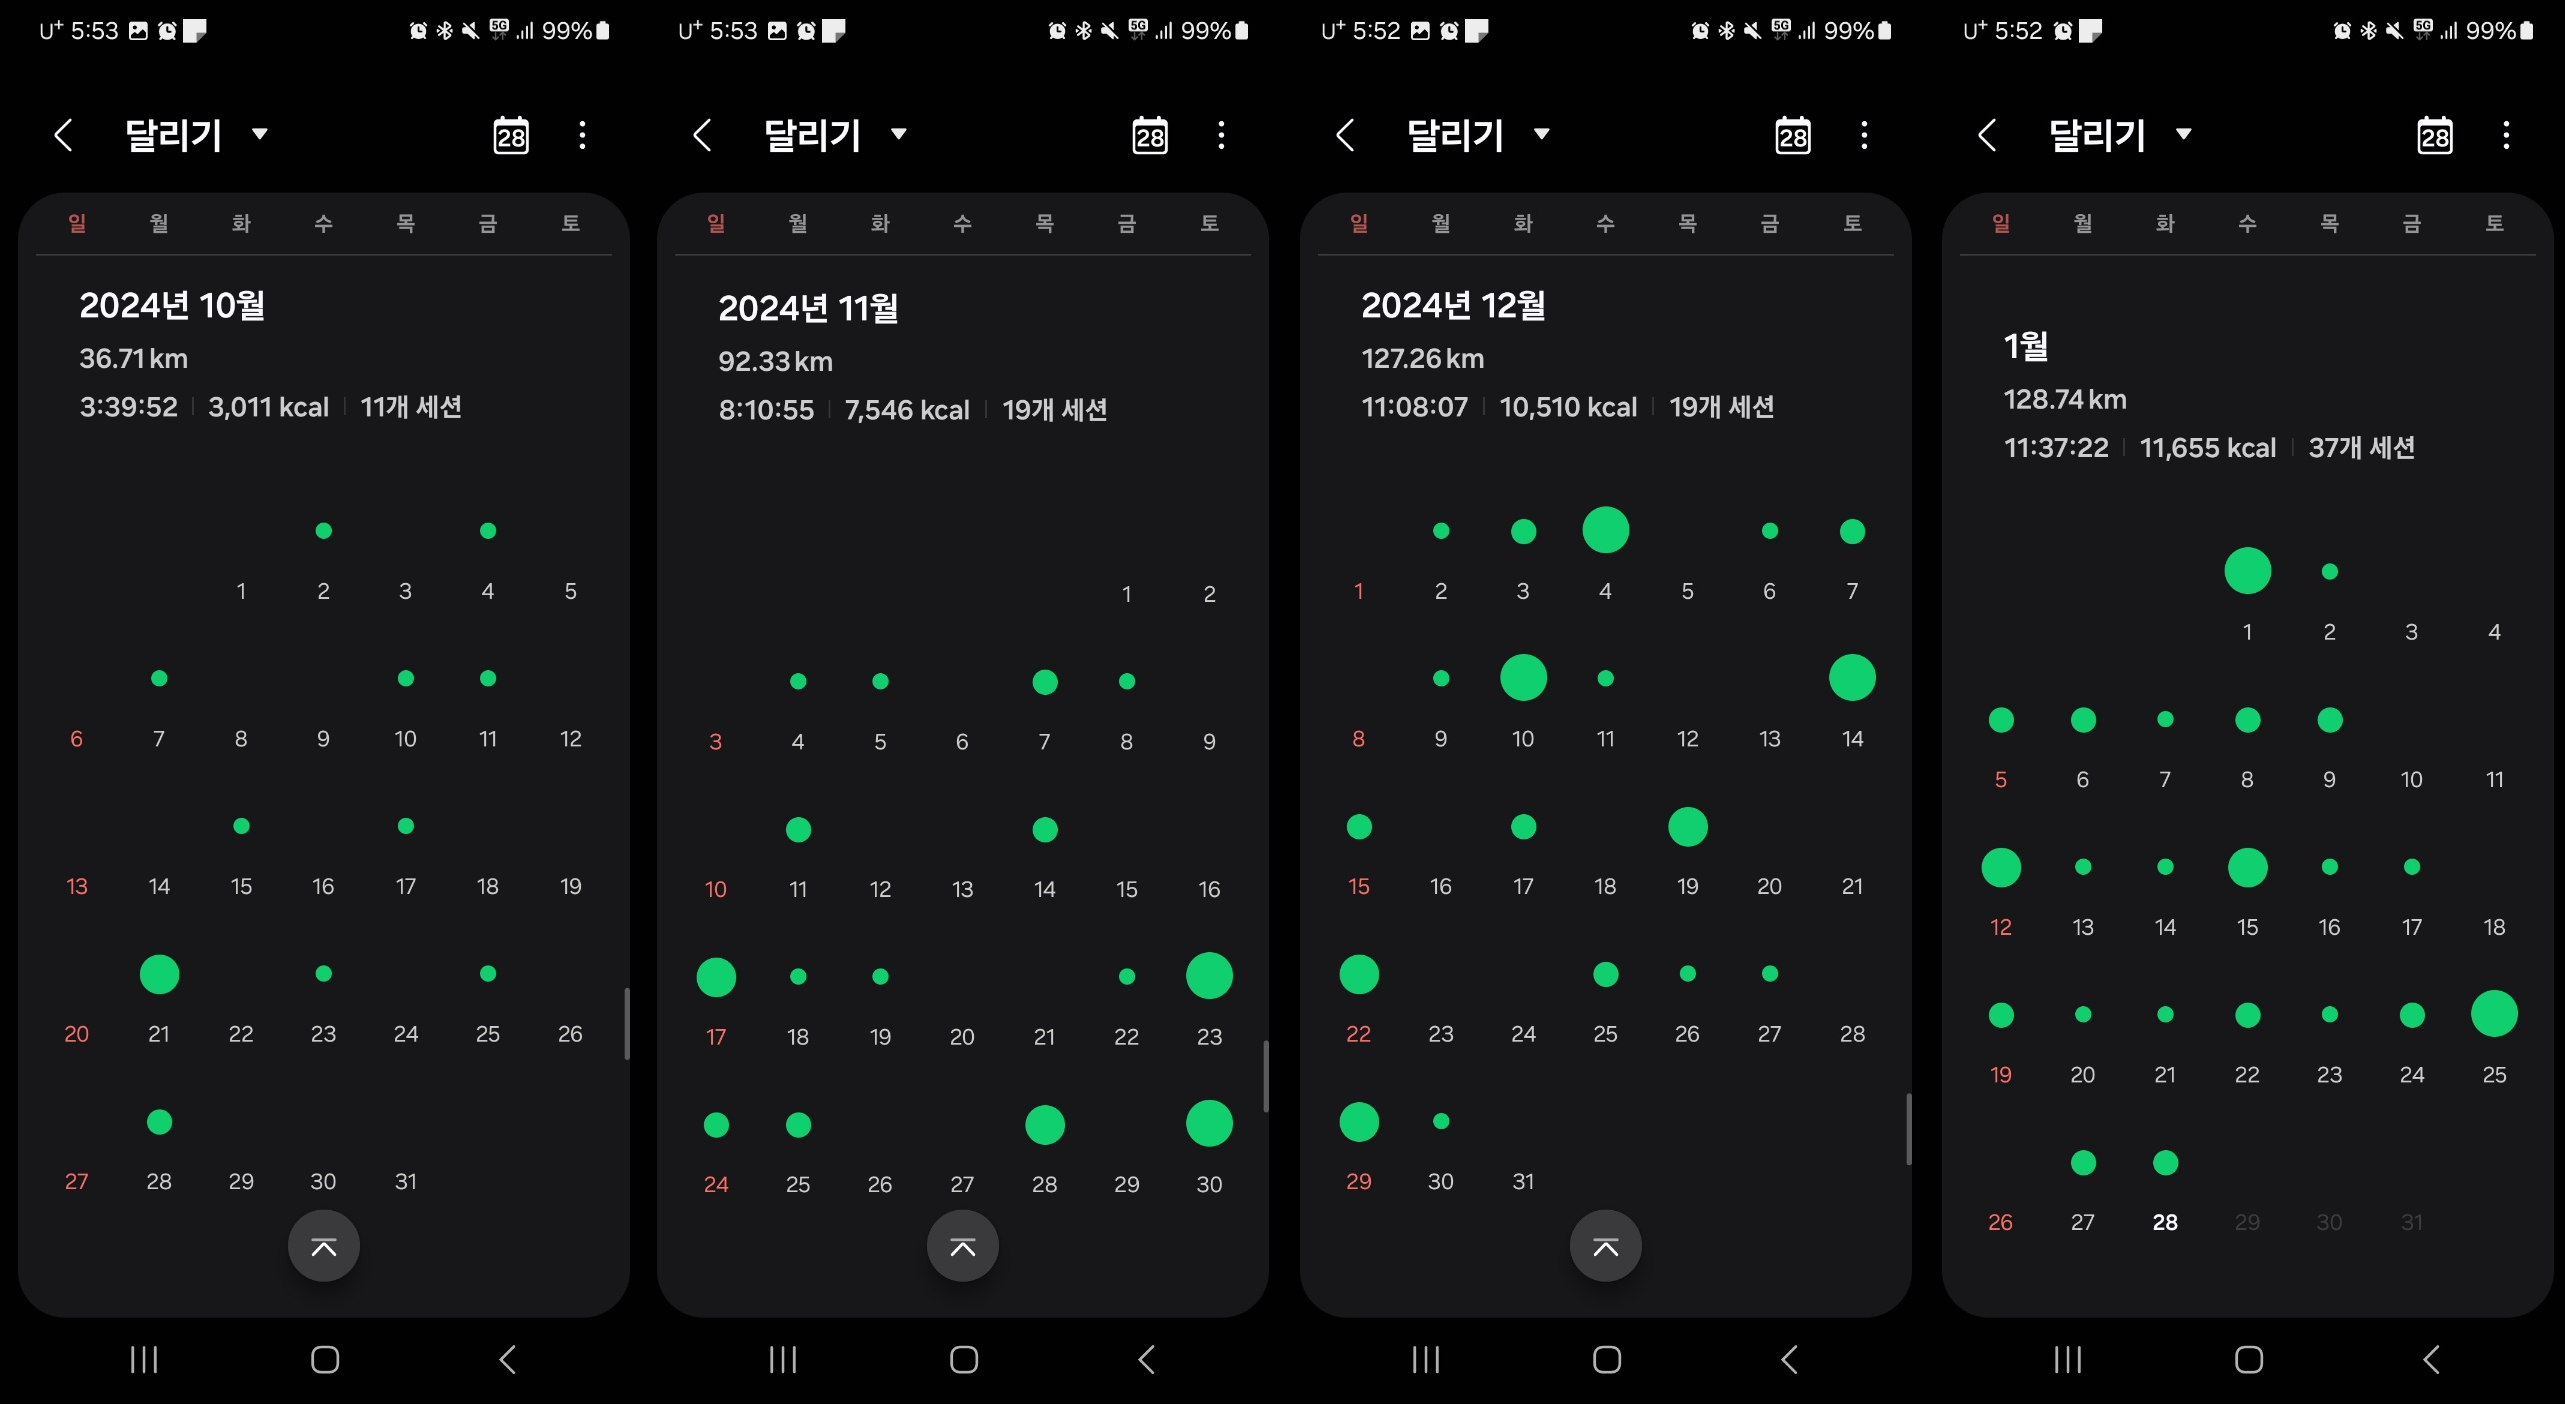 U+ 5:53 5G 99%
달리기 28
일 월 화 수 목 금 토
2024년 10월
36.71 km
3:39:52 3,011 kcal 11개 세션
1 2 3 4 5
6 7 8 9 10 11 12
13 14 15 16 17 18 19
20 21 22 23 24 25 26
27 28 29 30 31
U+ 5:53 5G 99%
달리기 28
일 월 화 수 목 금 토
2024년 11월
92.33 km
8:10:55 7,546 kcal 19개 세션
1 2
3 4 5 6 7 8 9
10 11 12 13 14 15 16
17 18 19 20 21 22 23
24 25 26 27 28 29 30
U+ 5:52 5G 99%
달리기 28
일 월 화 수 목 금 토
2024년 12월
127.26 km
11:08:07 10,510 kcal 19개 세션
1 2 3 4 5 6 7
8 9 10 11 12 13 14
15 16 17 18 19 20 21
22 23 24 25 26 27 28
29 30 31
U+ 5:52 5G 99%
달리기 28
일 월 화 수 목 금 토
1월
128.74 km
11:37:22 11,655 kcal 37개 세션
1 2 3 4
5 6 7 8 9 10 11
12 13 14 15 16 17 18
19 20 21 22 23 24 25
26 27 28 29 30 31